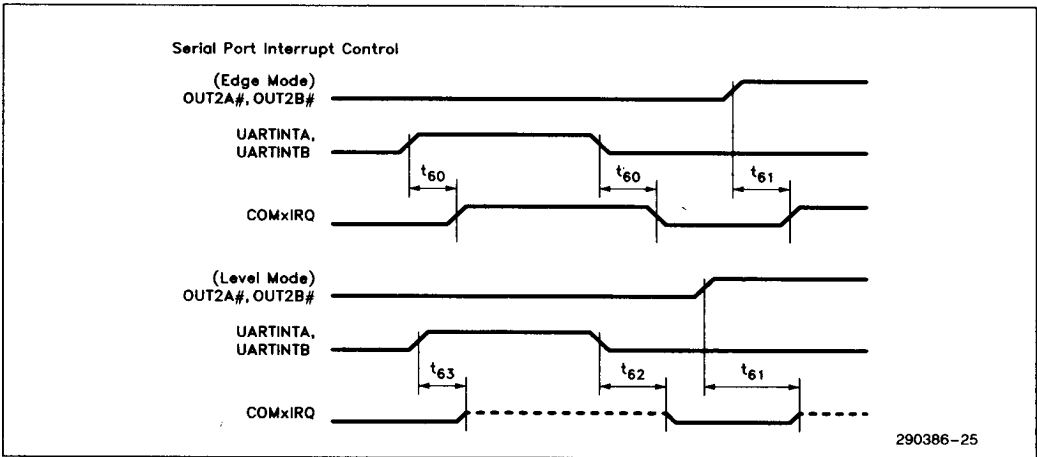 Serial Port Interrupt Control
(Edge Mode)
OUT2A#, OUT2B#
UARTINTA,
UARTINTB
t60 t60 t61
COMxIRQ
(Level Mode)
OUT2A#, OUT2B#
UARTINTA,
UARTINTB
t63 t62 t61
COMxIRQ
290386-25